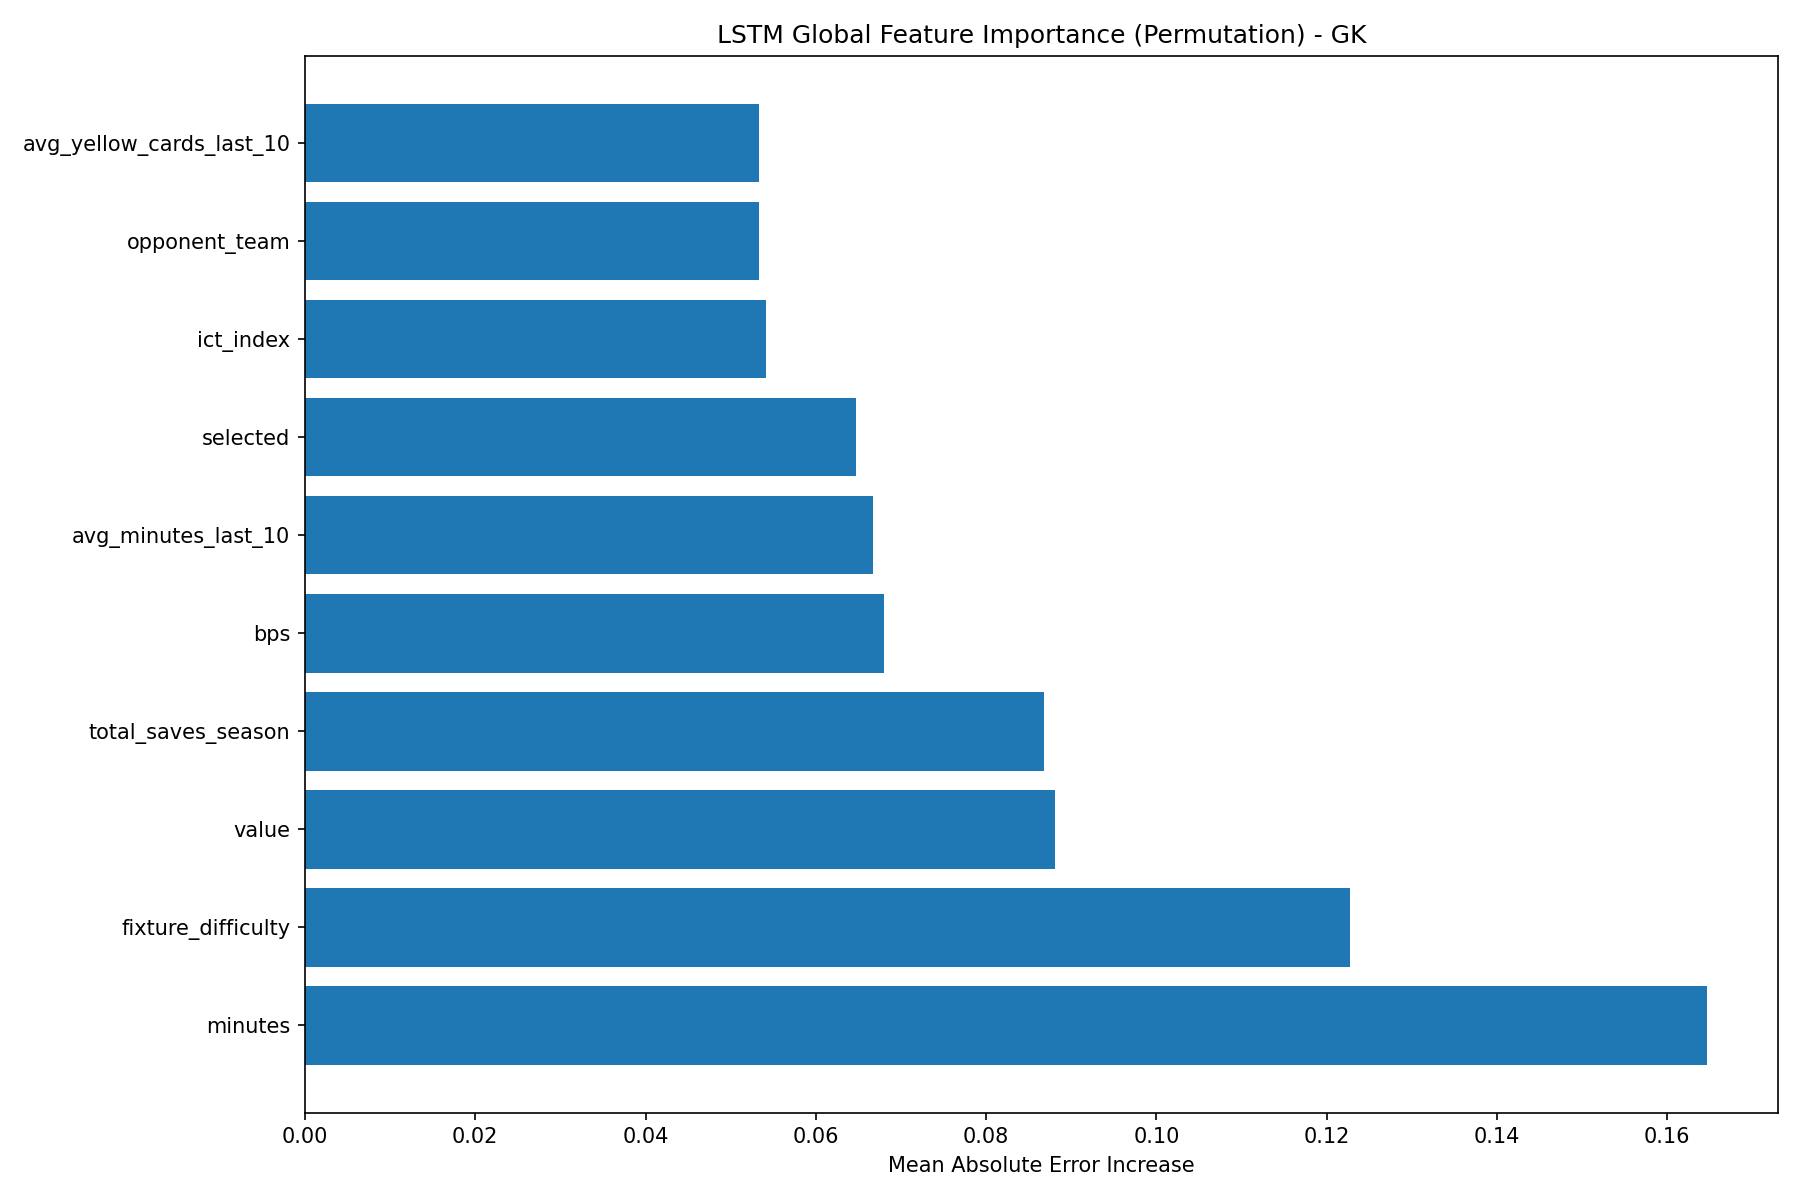 LSTM Global Feature Importance (Permutation) - GK
avg_yellow_cards_last_10
opponent_team
ict_index
selected
avg_minutes_last_10
bps
total_saves_season
value
fixture_difficulty
minutes
0.00 0.02 0.04 0.06 0.08 0.10 0.12 0.14 0.16
Mean Absolute Error Increase